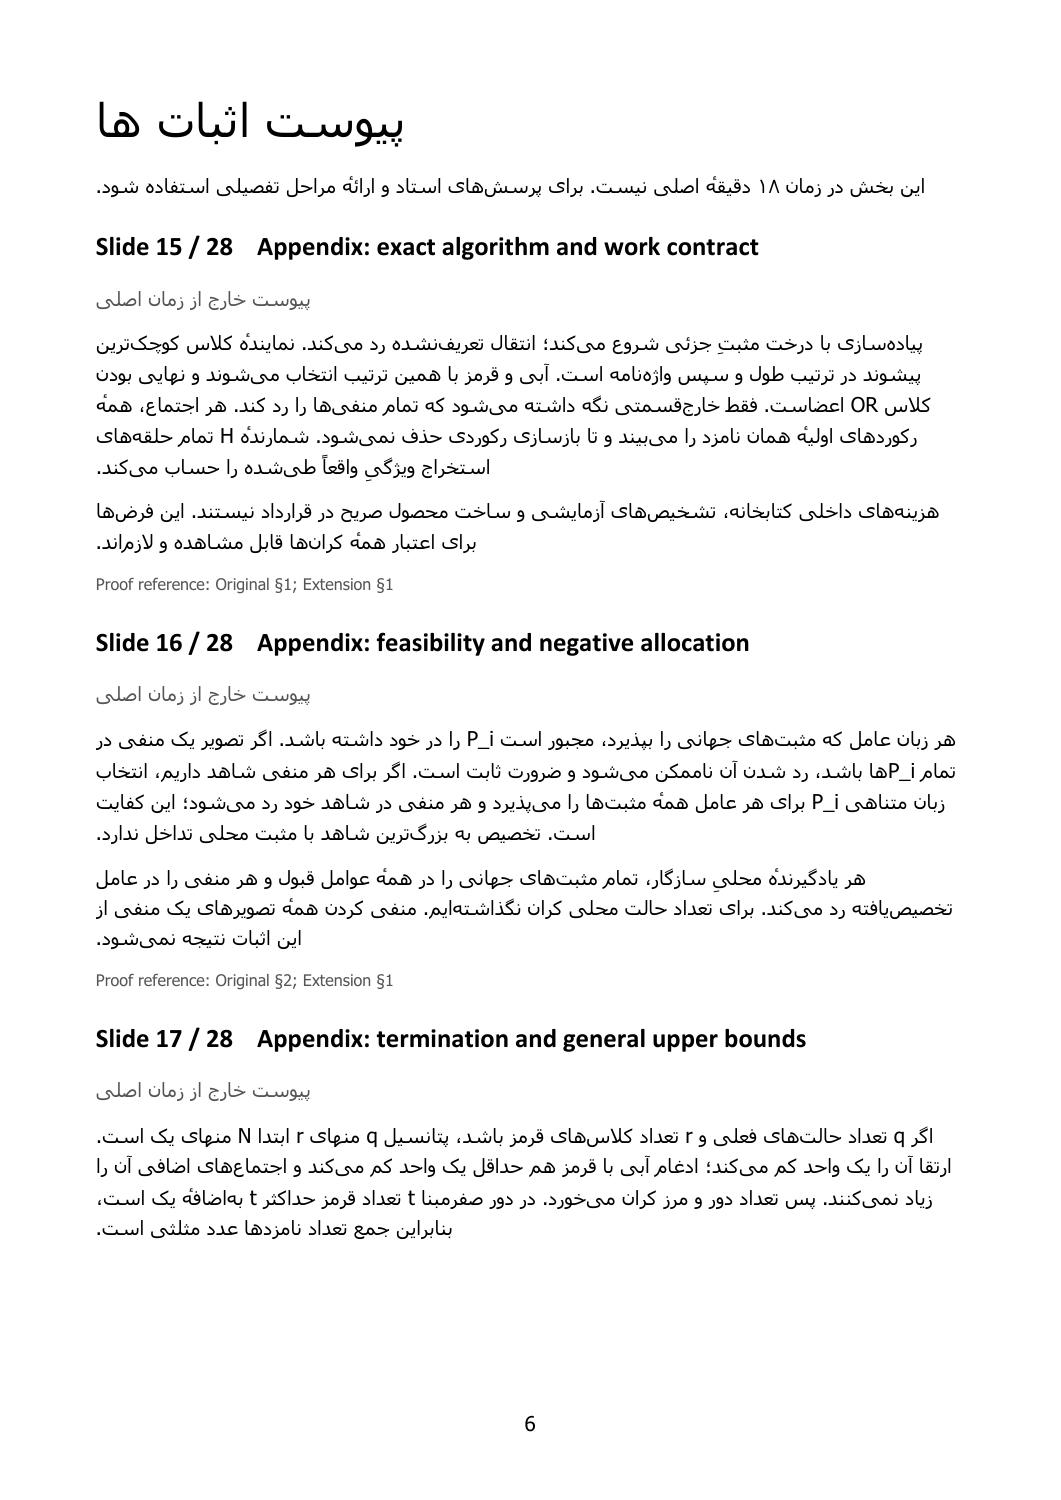 پیوست اثبات ها
این بخش در زمان ۱۸ دقیقهٔ اصلی نیست. برای پرسش‌های استاد و ارائهٔ مراحل تفصیلی استفاده شود.
Slide 15 / 28 Appendix: exact algorithm and work contract
پیوست خارج از زمان اصلی
پیاده‌سازی با درخت مثبتِ جزئی شروع می‌کند؛ انتقال تعریف‌نشده رد می‌کند. نمایندهٔ کلاس کوچک‌ترین
پیشوند در ترتیب طول و سپس واژه‌نامه است. آبی و قرمز با همین ترتیب انتخاب می‌شوند و نهایی بودن
کلاس OR اعضاست. فقط خارج‌قسمتی نگه داشته می‌شود که تمام منفی‌ها را رد کند. هر اجتماع، همهٔ
رکوردهای اولیهٔ همان نامزد را می‌بیند و تا بازسازی رکوردی حذف نمی‌شود. شمارندهٔ H تمام حلقه‌های
استخراج ویژگیِ واقعاً طی‌شده را حساب می‌کند.
هزینه‌های داخلی کتابخانه، تشخیص‌های آزمایشی و ساخت محصول صریح در قرارداد نیستند. این فرض‌ها
برای اعتبار همهٔ کران‌ها قابل مشاهده و لازم‌اند.
Proof reference: Original §1; Extension §1
Slide 16 / 28 Appendix: feasibility and negative allocation
پیوست خارج از زمان اصلی
هر زبان عامل که مثبت‌های جهانی را بپذیرد، مجبور است P_i را در خود داشته باشد. اگر تصویر یک منفی در
تمام P_iها باشد، رد شدن آن ناممکن می‌شود و ضرورت ثابت است. اگر برای هر منفی شاهد داریم، انتخاب
زبان متناهی P_i برای هر عامل همهٔ مثبت‌ها را می‌پذیرد و هر منفی در شاهد خود رد می‌شود؛ این کفایت
است. تخصیص به بزرگ‌ترین شاهد با مثبت محلی تداخل ندارد.
هر یادگیرندهٔ محلیِ سازگار، تمام مثبت‌های جهانی را در همهٔ عوامل قبول و هر منفی را در عامل
تخصیص‌یافته رد می‌کند. برای تعداد حالت محلی کران نگذاشته‌ایم. منفی کردن همهٔ تصویرهای یک منفی از
این اثبات نتیجه نمی‌شود.
Proof reference: Original §2; Extension §1
Slide 17 / 28 Appendix: termination and general upper bounds
پیوست خارج از زمان اصلی
اگر q تعداد حالت‌های فعلی و r تعداد کلاس‌های قرمز باشد، پتانسیل q منهای r ابتدا N منهای یک است.
ارتقا آن را یک واحد کم می‌کند؛ ادغام آبی با قرمز هم حداقل یک واحد کم می‌کند و اجتماع‌های اضافی آن را
زیاد نمی‌کنند. پس تعداد دور و مرز کران می‌خورد. در دور صفرمبنا t تعداد قرمز حداکثر t به‌اضافهٔ یک است،
بنابراین جمع تعداد نامزدها عدد مثلثی است.
6